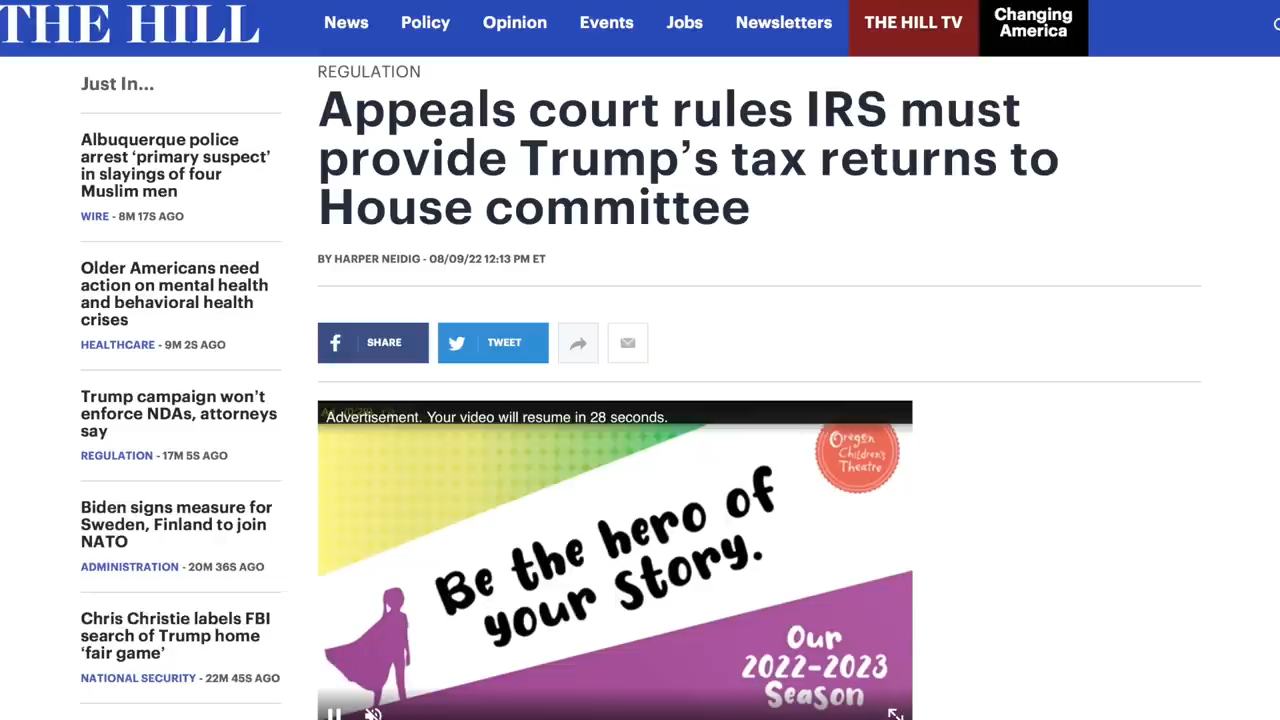 THE HILL
News Policy Opinion Events Jobs Newsletters THE HILL TV Changing America
Just In...
Albuquerque police
arrest ‘primary suspect’
in slayings of four
Muslim men
WIRE - 8M 17S AGO
Older Americans need
action on mental health
and behavioral health
crises
HEALTHCARE - 9M 2S AGO
Trump campaign won’t
enforce NDAs, attorneys
say
REGULATION - 17M 5S AGO
Biden signs measure for
Sweden, Finland to join
NATO
ADMINISTRATION - 20M 36S AGO
Chris Christie labels FBI
search of Trump home
‘fair game’
NATIONAL SECURITY - 22M 45S AGO
REGULATION
Appeals court rules IRS must
provide Trump’s tax returns to
House committee
BY HARPER NEIDIG - 08/09/22 12:13 PM ET
SHARE
TWEET
Advertisement. Your video will resume in 28 seconds.
Oregon
Children's
Theatre
Be the hero of
your Story.
Our
2022-2023
Season